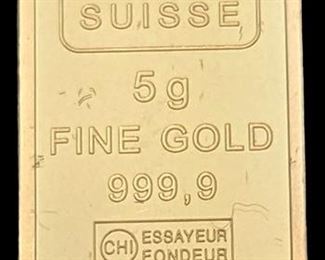 SUISSE
5g
FINE GOLD
999,9
CHI ESSAYEUR
FONDEUR